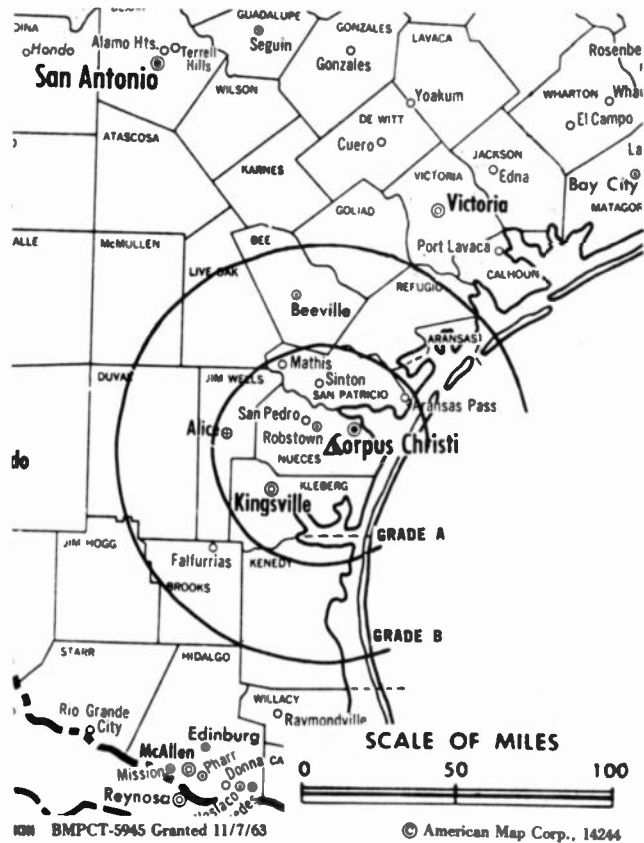 GUADALUPE
Seguin
GONZALES
Gonzales
LAVACA
DINA
Hondo
Alamo Hts.
Terrell
Hills
San Antonio
WILSON
Yoakum
WHARTON
El Campo
DE WITT
Cuero
ATASCOSA
KARNES
JACKSON
Edna
VICTORIA
Victoria
Bay City
MATAGOR
GOLIAD
BEE
Port Lavaca
CALHOUN
ALLE
McMULLEN
LIVE OAK
REFUGIO
Beeville
ARANSAS
Mathis
Sinton
SAN PATRICIO
Aransas Pass
DUVAL
JIM WELLS
San Pedro
Robstown
Alice
Corpus Christi
NUECES
do
KLEBERG
Kingsville
GRADE A
JIM HOGG
Falfurrias
KENEDY
BROOKS
GRADE B
STARR
HIDALGO
WILLACY
Raymondville
Rio Grande
City
Edinburg
McAllen
Mission
Pharr
Donna
CA
Reynosa
SCALE OF MILES
0 50 100
BMPCT-5945 Granted 11/7/63
© American Map Corp., 14244